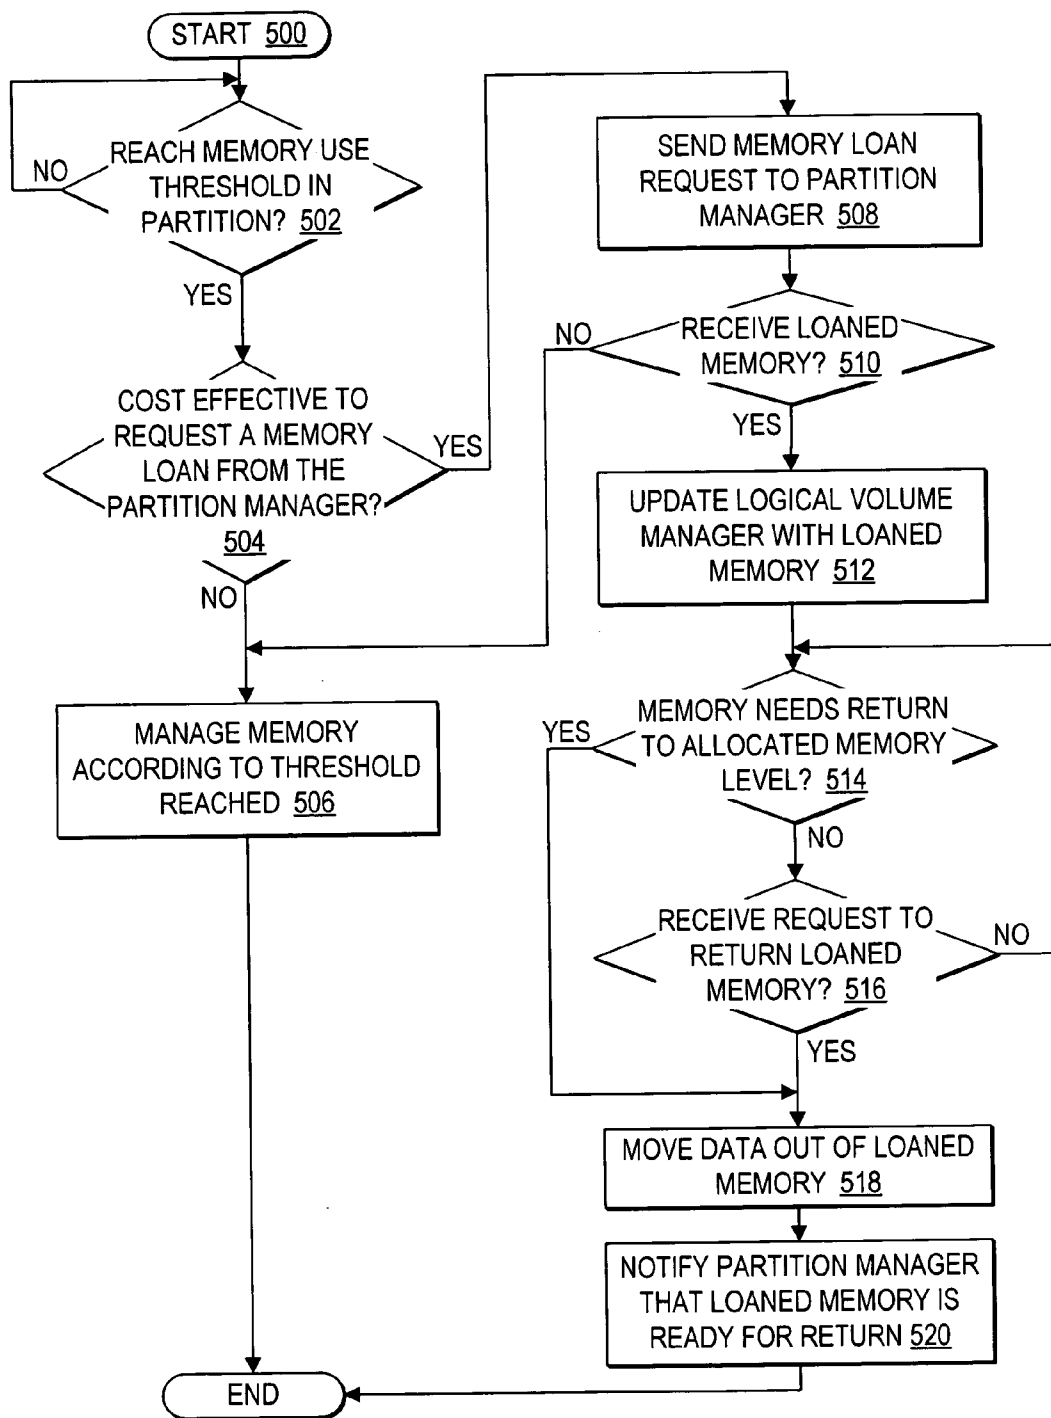 START 500
REACH MEMORY USE
THRESHOLD IN
PARTITION? 502
NO
YES
COST EFFECTIVE TO
REQUEST A MEMORY
LOAN FROM THE
PARTITION MANAGER?
504
YES
NO
MANAGE MEMORY
ACCORDING TO THRESHOLD
REACHED 506
SEND MEMORY LOAN
REQUEST TO PARTITION
MANAGER 508
RECEIVE LOANED
MEMORY? 510
NO
YES
UPDATE LOGICAL VOLUME
MANAGER WITH LOANED
MEMORY 512
MEMORY NEEDS RETURN
TO ALLOCATED MEMORY
LEVEL? 514
YES
NO
RECEIVE REQUEST TO
RETURN LOANED
MEMORY? 516
NO
YES
MOVE DATA OUT OF LOANED
MEMORY 518
NOTIFY PARTITION MANAGER
THAT LOANED MEMORY IS
READY FOR RETURN 520
END